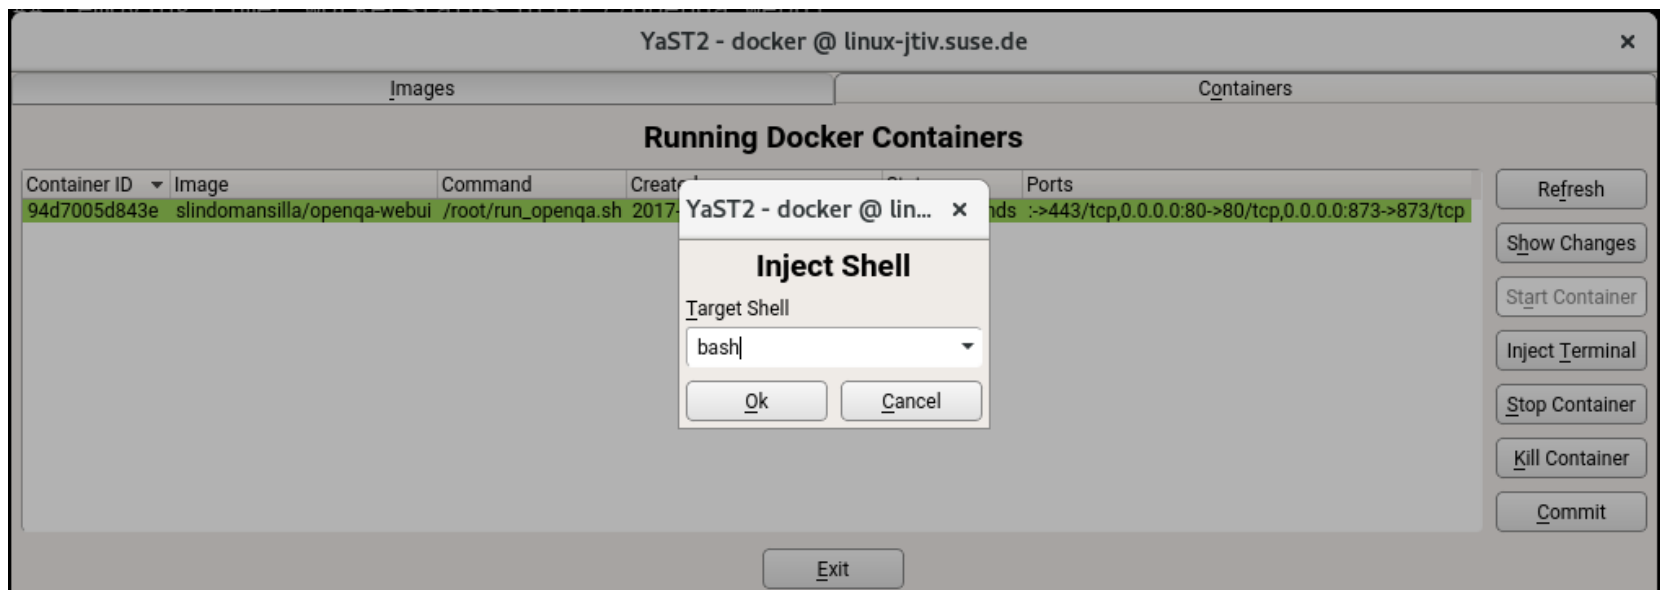 YaST2 - docker @ linux-jtiv.suse.de
Images Containers
Running Docker Containers
Container ID Image Command Ports
94d7005d843e slindomansilla/openqa-webui /root/run_openqa.sh 2017- :->443/tcp,0.0.0.0:80->80/tcp,0.0.0.0:873->873/tcp
YaST2 - docker @ lin...
Inject Shell
Target Shell
bash
Ok Cancel
Refresh
Show Changes
Start Container
Inject Terminal
Stop Container
Kill Container
Commit
Exit